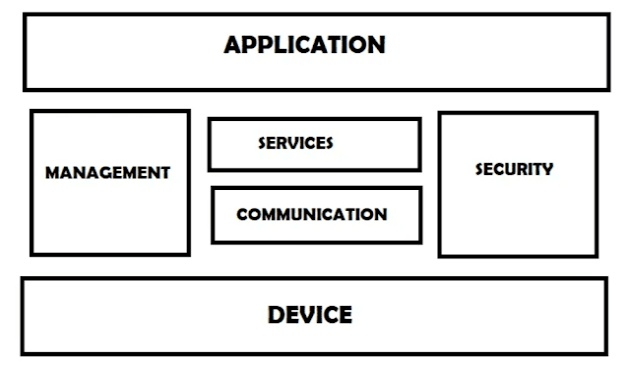 APPLICATION
MANAGEMENT
SERVICES
COMMUNICATION
SECURITY
DEVICE